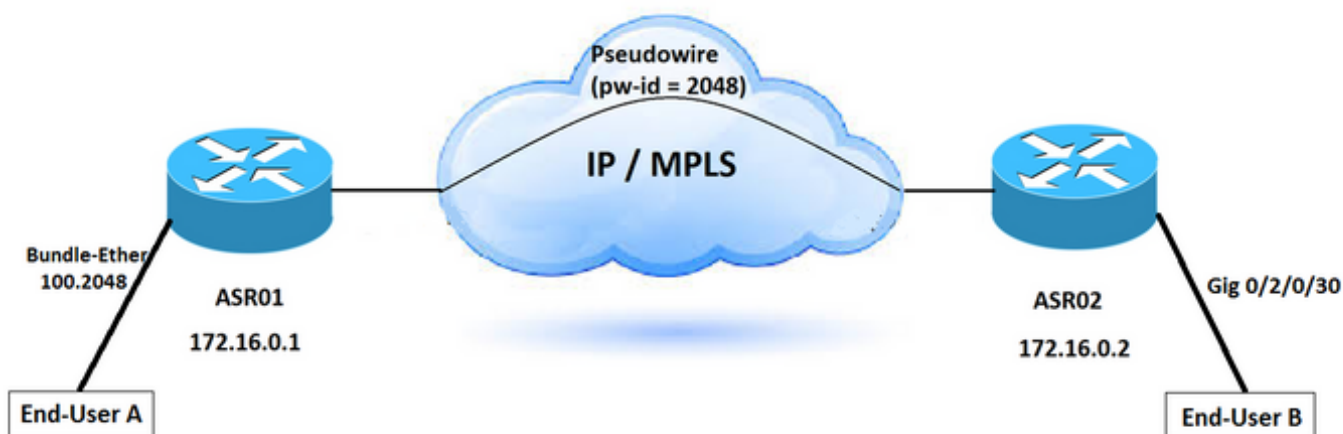 Pseudowire
(pw-id = 2048)
IP / MPLS
Bundle-Ether
100.2048
ASR01
172.16.0.1
End-User A
ASR02
172.16.0.2
Gig 0/2/0/30
End-User B